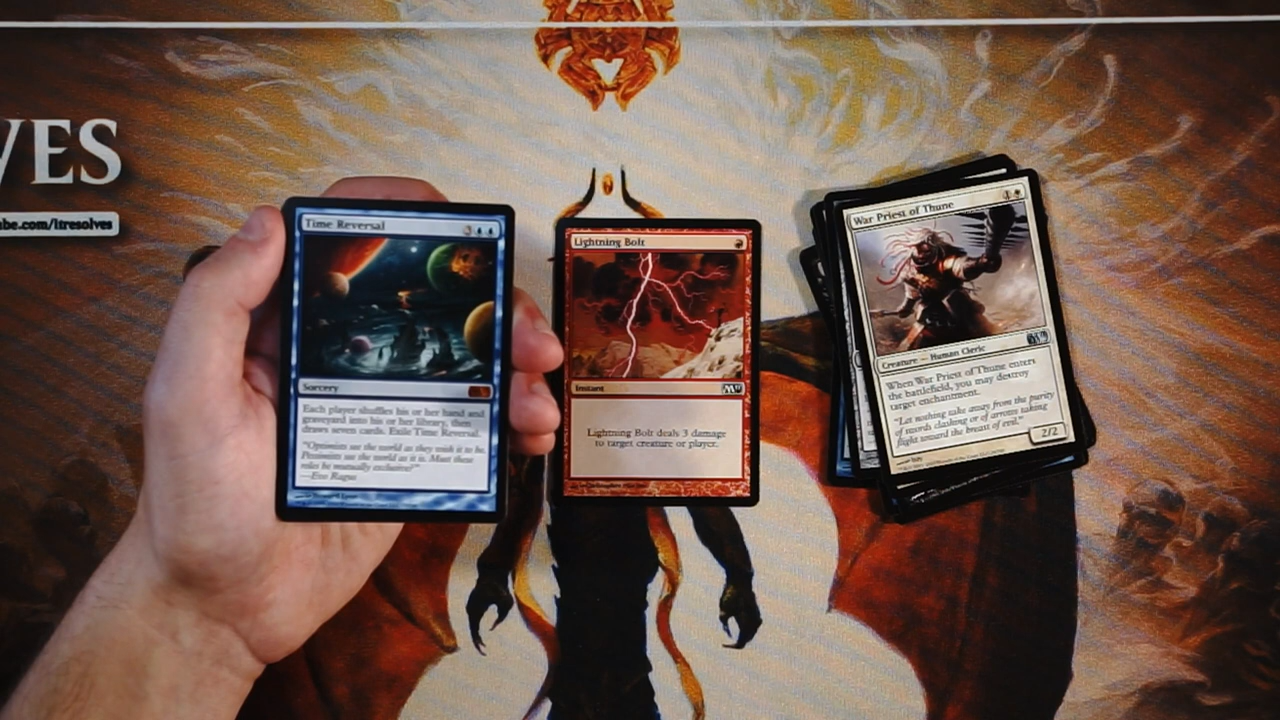 VES
be.com/ltresolves
Time Reversal
3
Sorcery
Each player shuffles his or her hand and
graveyard into his or her library, then
draws seven cards. Exile Time Reversal.
"Optimists see the world as they wish it to be.
Pessimists see the world as it is. Must these
roles be mutually exclusive?"
Lightning Bolt
Instant
M11
Lightning Bolt deals 3 damage
to target creature or player.
War Priest of Thune
1
Creature — Human Cleric
When War Priest of Thune enters
the battlefield, you may destroy
target enchantment.
"Let nothing take away from the purity
of swords clashing or of arrows taking
flight toward the breast of evil."
2/2